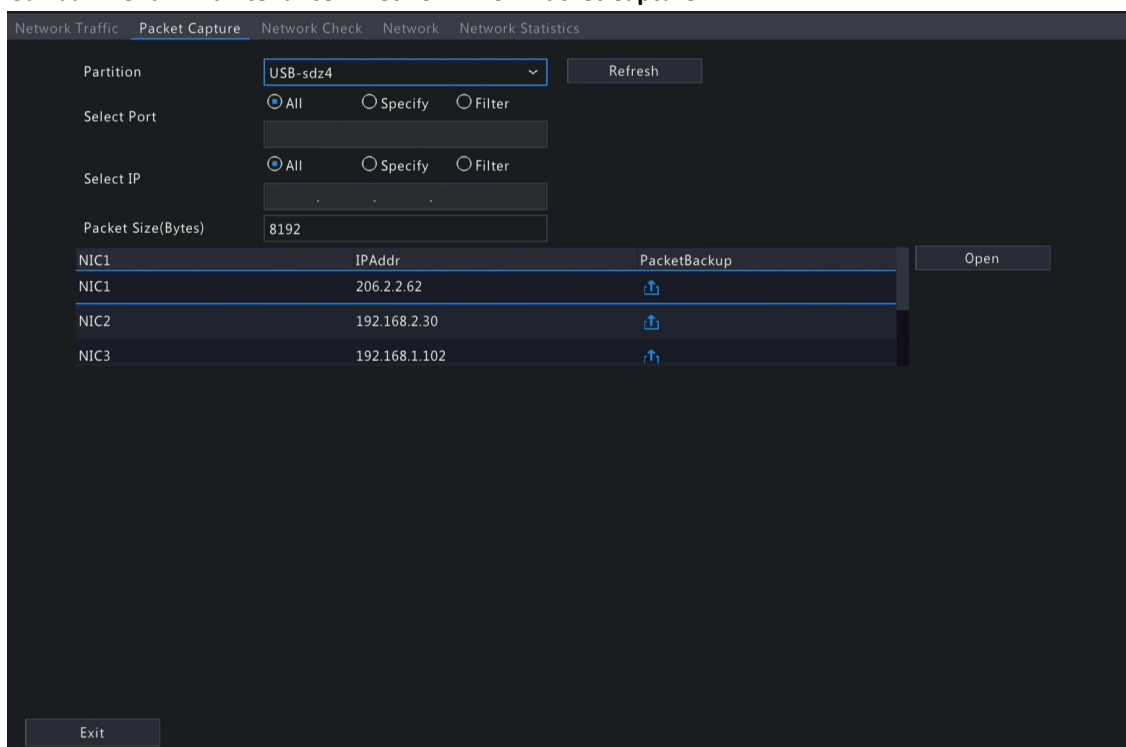 Network Traffic Packet Capture Network Check Network Network Statistics
Partition USB-sdz4 Refresh
All Specify Filter
Select Port
All Specify Filter
Select IP
. . .
Packet Size(Bytes) 8192
NIC1 IPAddr PacketBackup Open
NIC1 206.2.2.62
NIC2 192.168.2.30
NIC3 192.168.1.102
Exit